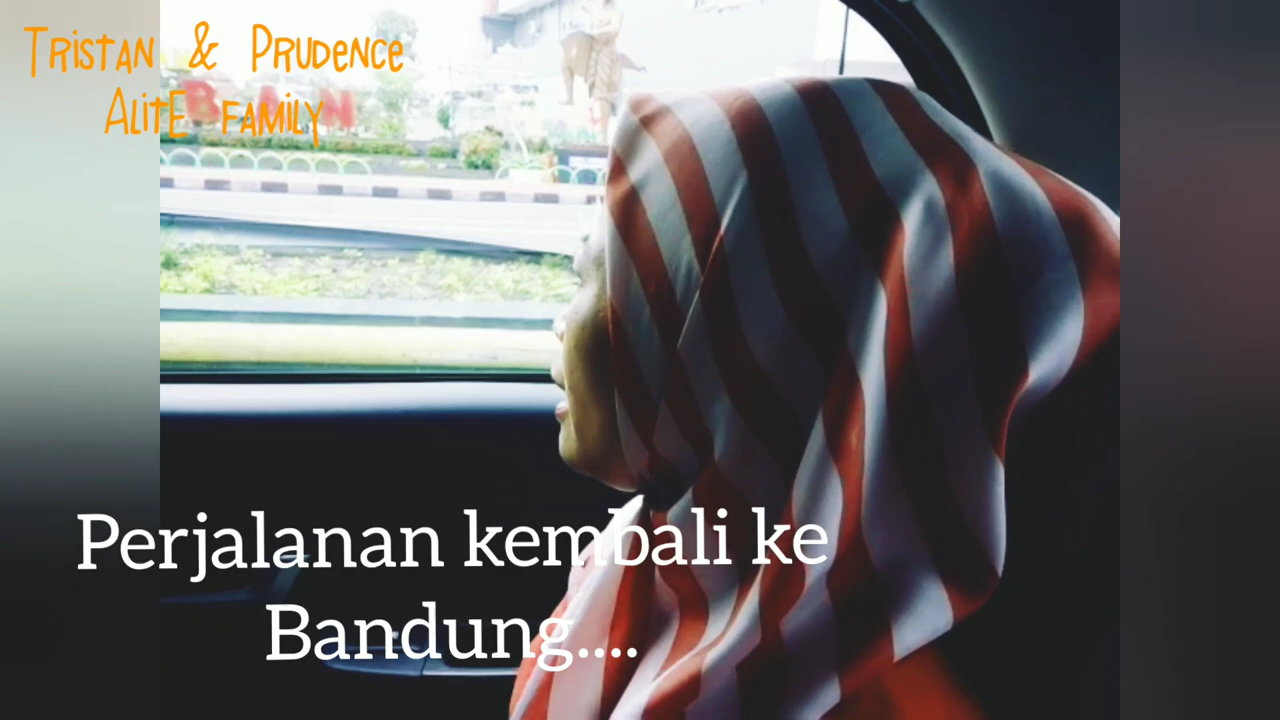 Tristan & Prudence
Alite family
Perjalanan kembali ke
Bandung....